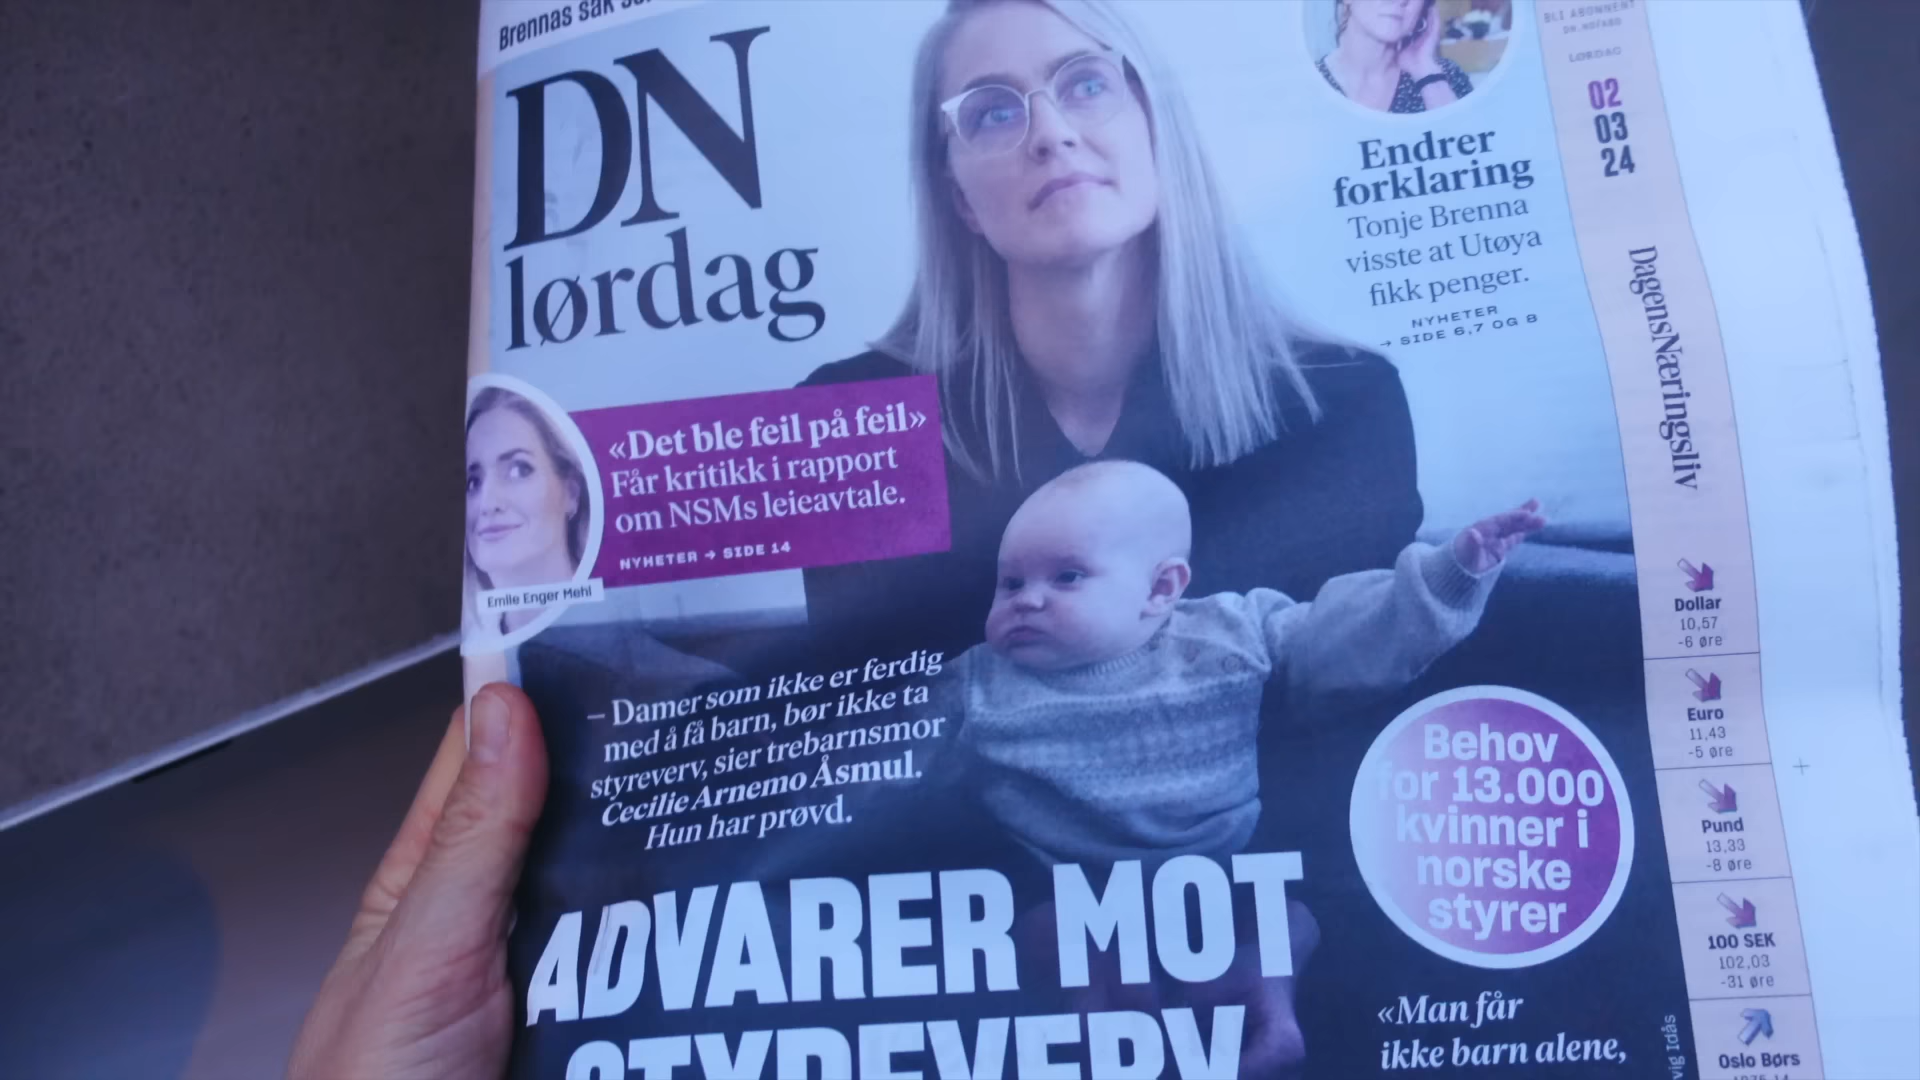 Brennas sak
DN
lørdag
Endrer
forklaring
Tonje Brenna
visste at Utøya
fikk penger.
NYHETER
→ SIDE 6,7 OG 8
BLI ABONNENT
DN.NO/ABO
LØRDAG
02
03
24
DagensNæringsliv
«Det ble feil på feil»
Får kritikk i rapport
om NSMs leieavtale.
NYHETER → SIDE 14
Emilie Enger Mehl
– Damer som ikke er ferdig
med å få barn, bør ikke ta
styreverv, sier trebarnsmor
Cecilie Arnemo Åsmul.
Hun har prøvd.
ADVARER MOT
STYREVERV
Behov
for 13.000
kvinner i
norske
styrer
«Man får
ikke barn alene,
Dollar
10,57
-6 øre
Euro
11,43
-5 øre
Pund
13,33
-8 øre
100 SEK
102,03
-31 øre
Oslo Børs